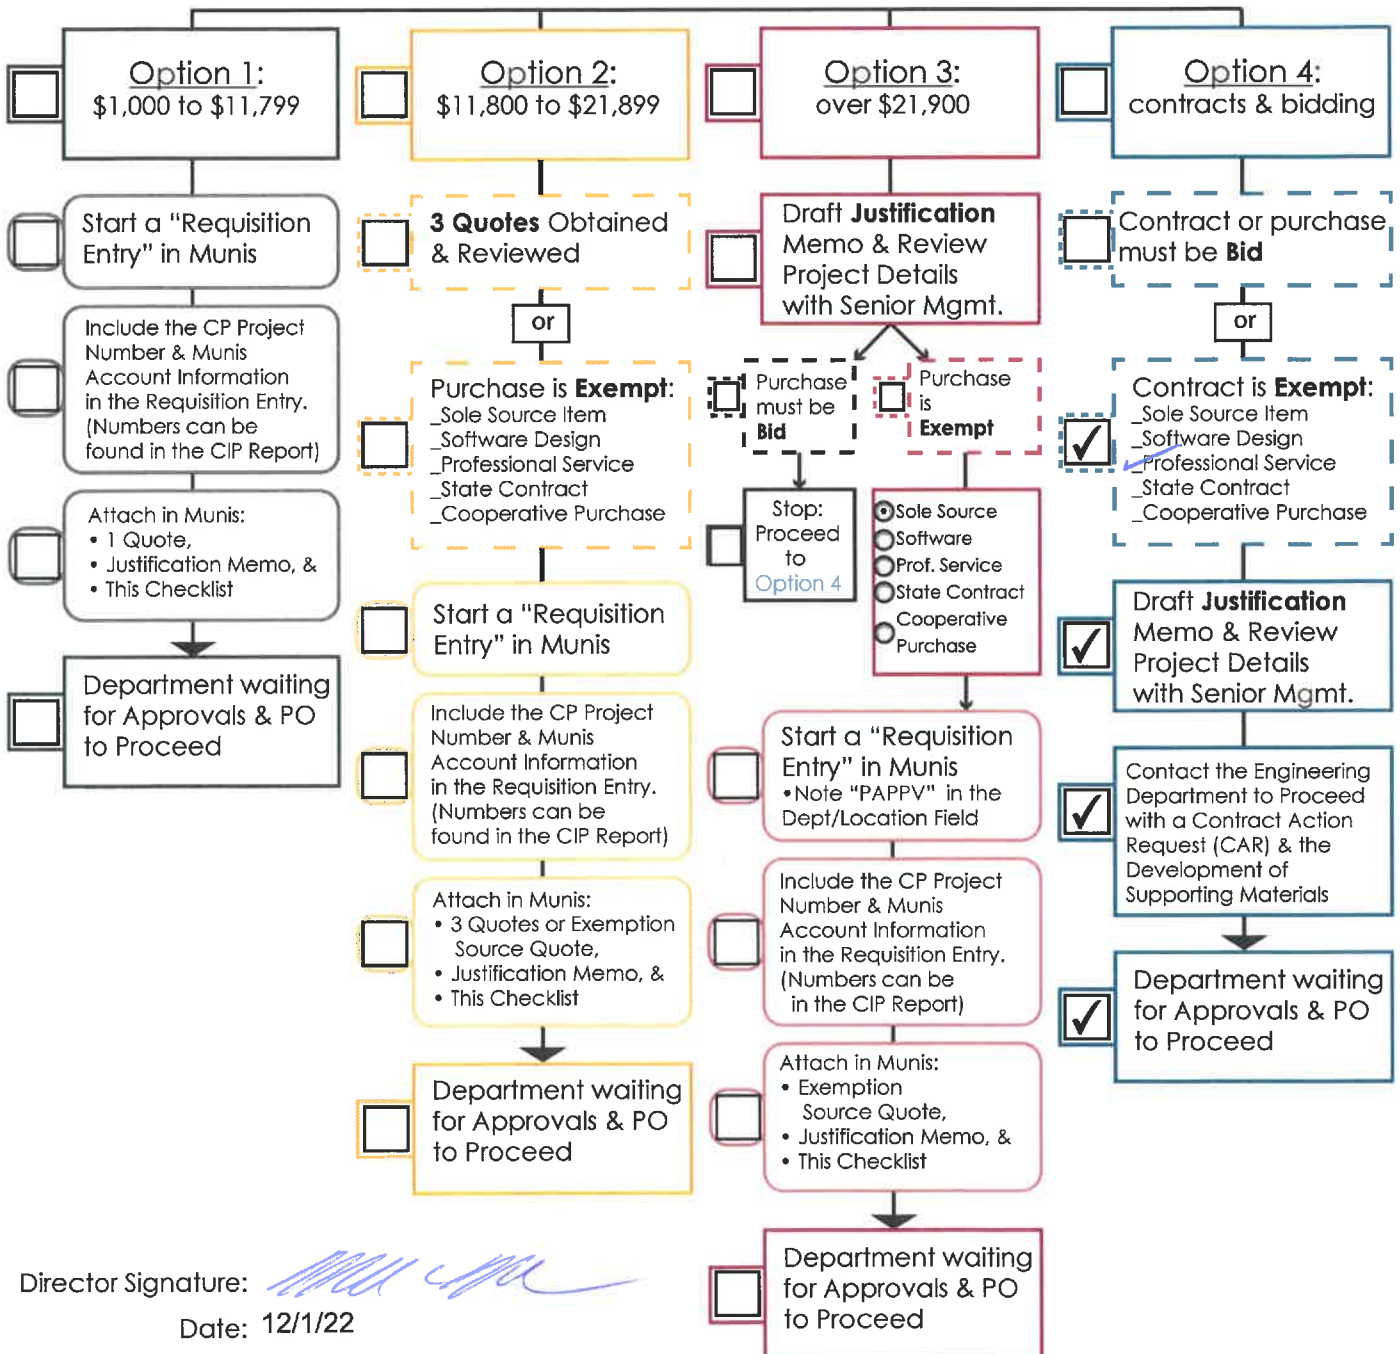 Option 1:
$1,000 to $11,799
Start a “Requisition
Entry” in Munis
Include the CP Project
Number & Munis
Account Information
in the Requisition Entry.
(Numbers can be
found in the CIP Report)
Attach in Munis:
• 1 Quote,
• Justification Memo, &
• This Checklist
Department waiting
for Approvals & PO
to Proceed
Option 2:
$11,800 to $21,899
3 Quotes Obtained
& Reviewed
or
Purchase is Exempt:
_Sole Source Item
_Software Design
_Professional Service
_State Contract
_Cooperative Purchase
Start a “Requisition
Entry” in Munis
Include the CP Project
Number & Munis
Account Information
in the Requisition Entry.
(Numbers can be
found in the CIP Report)
Attach in Munis:
• 3 Quotes or Exemption
Source Quote,
• Justification Memo, &
• This Checklist
Department waiting
for Approvals & PO
to Proceed
Option 3:
over $21,900
Draft Justification
Memo & Review
Project Details
with Senior Mgmt.
Purchase
must be
Bid
Purchase
is
Exempt
Stop:
Proceed
to
Option 4
Sole Source
Software
Prof. Service
State Contract
Cooperative
Purchase
Start a “Requisition
Entry” in Munis
•Note “PAPPV” in the
Dept/Location Field
Include the CP Project
Number & Munis
Account Information
in the Requisition Entry.
(Numbers can be
in the CIP Report)
Attach in Munis:
• Exemption
Source Quote,
• Justification Memo, &
• This Checklist
Department waiting
for Approvals & PO
to Proceed
Option 4:
contracts & bidding
Contract or purchase
must be Bid
or
Contract is Exempt:
_Sole Source Item
_Software Design
_Professional Service
_State Contract
_Cooperative Purchase
Draft Justification
Memo & Review
Project Details
with Senior Mgmt.
Contact the Engineering
Department to Proceed
with a Contract Action
Request (CAR) & the
Development of
Supporting Materials
Department waiting
for Approvals & PO
to Proceed
Director Signature:
Date: 12/1/22